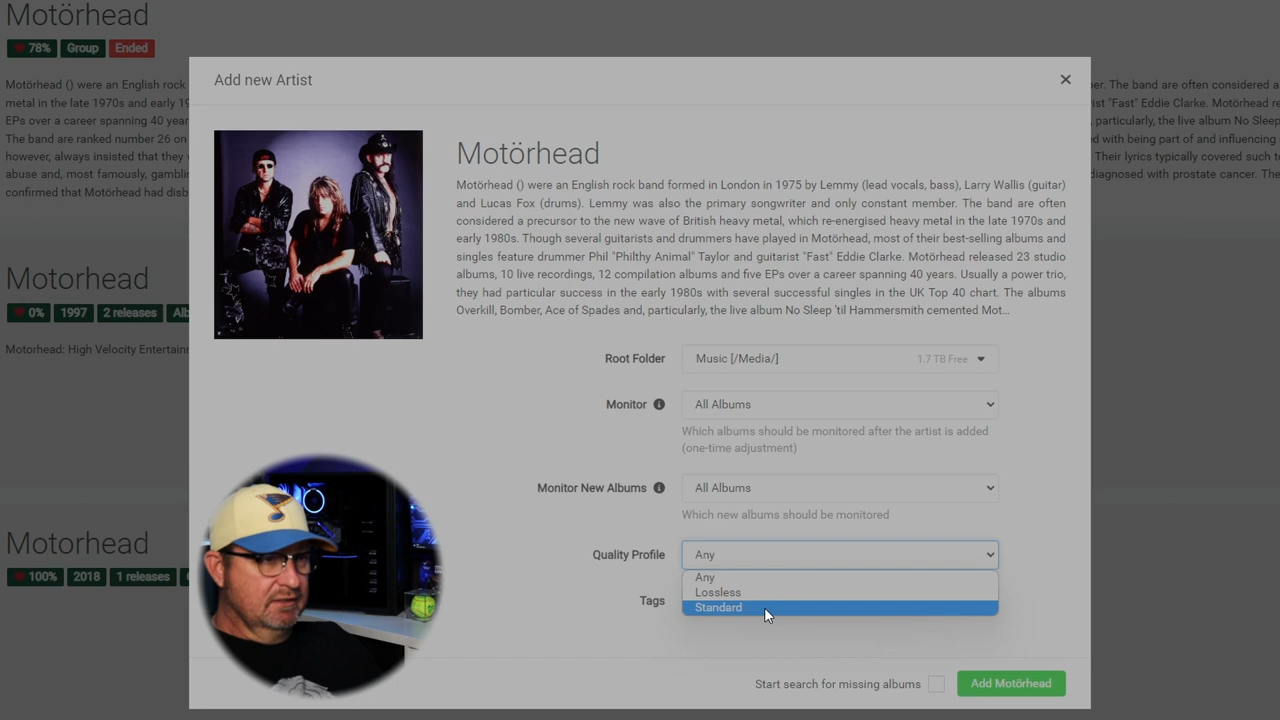 Motörhead
78% Group Ended
Motörhead () were an English rock
metal in the late 1970s and early 19
EPs over a career spanning 40 year
The band are ranked number 26 on
however, always insisted that they
abuse and, most famously, gamblin
confirmed that Motörhead had disb
er. The band are often considered a
ist "Fast" Eddie Clarke. Motörhead re
particularly, the live album No Sleep
d with being part of and influencing
Their lyrics typically covered such t
diagnosed with prostate cancer. The
Motorhead
0% 1997 2 releases Alb
Motorhead: High Velocity Entertainr
Motorhead
100% 2018 1 releases
Add new Artist
Motörhead
Motörhead () were an English rock band formed in London in 1975 by Lemmy (lead vocals, bass), Larry Wallis (guitar)
and Lucas Fox (drums). Lemmy was also the primary songwriter and only constant member. The band are often
considered a precursor to the new wave of British heavy metal, which re-energised heavy metal in the late 1970s and
early 1980s. Though several guitarists and drummers have played in Motörhead, most of their best-selling albums and
singles feature drummer Phil "Philthy Animal" Taylor and guitarist "Fast" Eddie Clarke. Motörhead released 23 studio
albums, 10 live recordings, 12 compilation albums and five EPs over a career spanning 40 years. Usually a power trio,
they had particular success in the early 1980s with several successful singles in the UK Top 40 chart. The albums
Overkill, Bomber, Ace of Spades and, particularly, the live album No Sleep 'til Hammersmith cemented Mot...
Root Folder Music [/Media/] 1.7 TB Free
Monitor All Albums
Which albums should be monitored after the artist is added
(one-time adjustment)
Monitor New Albums All Albums
Which new albums should be monitored
Quality Profile Any
Any
Lossless
Standard
Tags
Start search for missing albums Add Motörhead